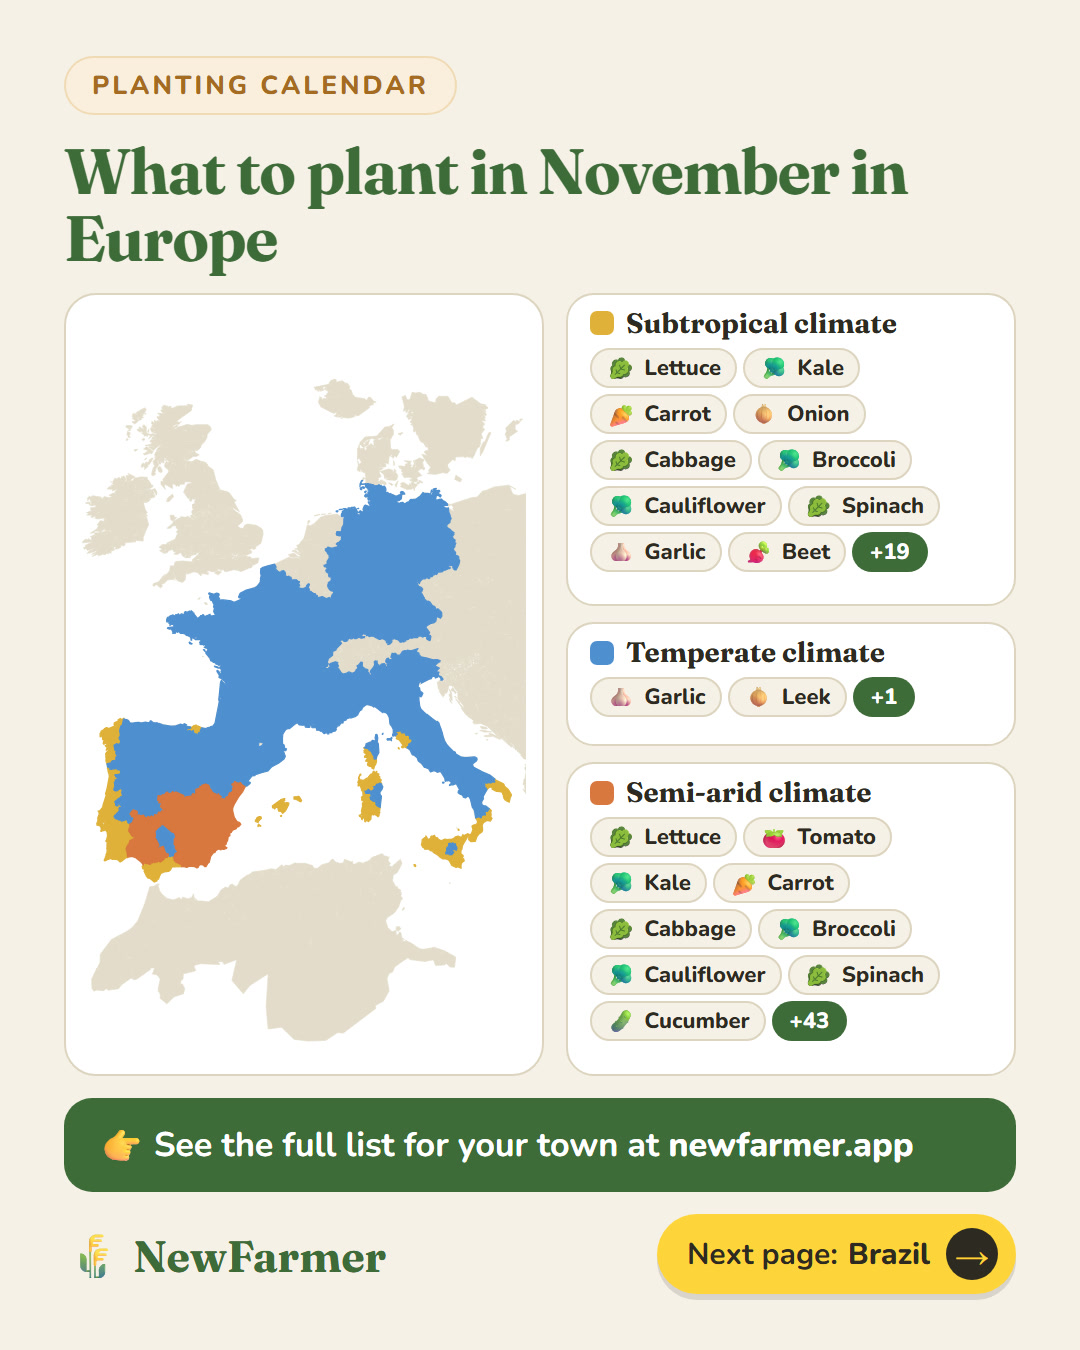 PLANTING CALENDAR
What to plant in November in
Europe
Subtropical climate
Lettuce Kale
Carrot Onion
Cabbage Broccoli
Cauliflower Spinach
Garlic Beet +19
Temperate climate
Garlic Leek +1
Semi-arid climate
Lettuce Tomato
Kale Carrot
Cabbage Broccoli
Cauliflower Spinach
Cucumber +43
See the full list for your town at newfarmer.app
NewFarmer
Next page: Brazil →